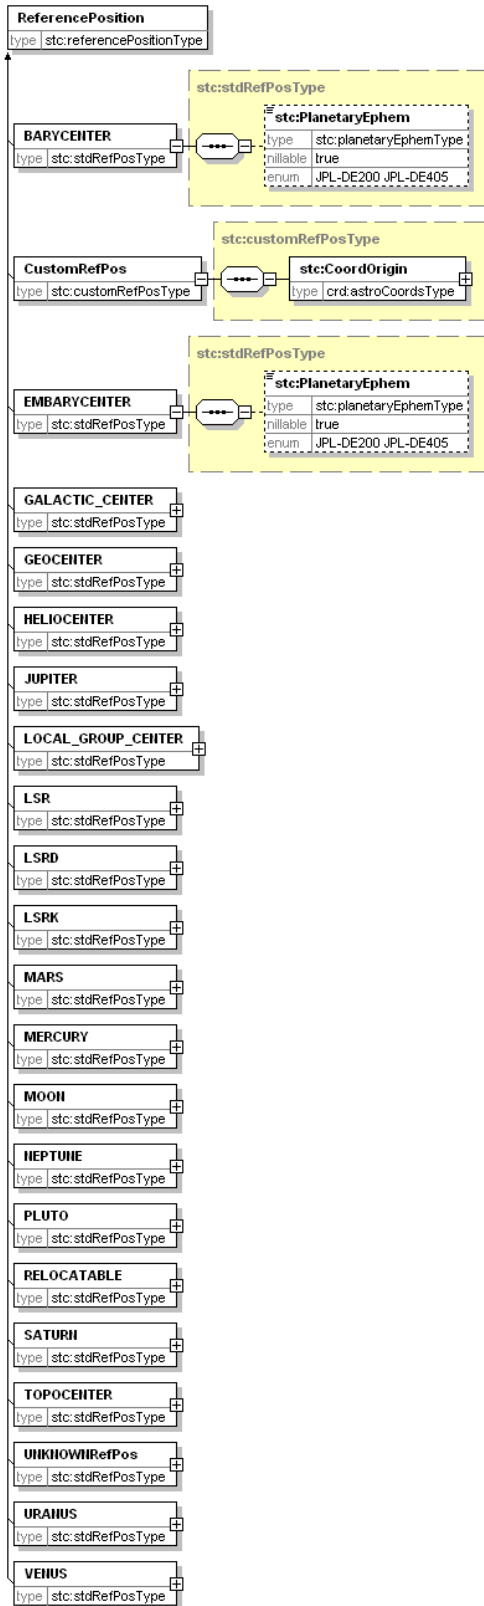 ReferencePosition
type stc:referencePositionType
stc:stdRefPosType
stc:PlanetaryEphem
type stc:planetaryEphemType
nillable true
enum JPL-DE200 JPL-DE405
BARYCENTER
type stc:stdRefPosType
stc:customRefPosType
CustomRefPos
type stc:customRefPosType
stc:CoordOrigin
type crd:astroCoordsType
stc:stdRefPosType
stc:PlanetaryEphem
type stc:planetaryEphemType
nillable true
enum JPL-DE200 JPL-DE405
EMBARYCENTER
type stc:stdRefPosType
GALACTIC_CENTER
type stc:stdRefPosType
GEOCENTER
type stc:stdRefPosType
HELIOCENTER
type stc:stdRefPosType
JUPITER
type stc:stdRefPosType
LOCAL_GROUP_CENTER
type stc:stdRefPosType
LSR
type stc:stdRefPosType
LSRD
type stc:stdRefPosType
LSRK
type stc:stdRefPosType
MARS
type stc:stdRefPosType
MERCURY
type stc:stdRefPosType
MOON
type stc:stdRefPosType
NEPTUNE
type stc:stdRefPosType
PLUTO
type stc:stdRefPosType
RELOCATABLE
type stc:stdRefPosType
SATURN
type stc:stdRefPosType
TOPOCENTER
type stc:stdRefPosType
UNKNOWNRefPos
type stc:stdRefPosType
URANUS
type stc:stdRefPosType
VENUS
type stc:stdRefPosType